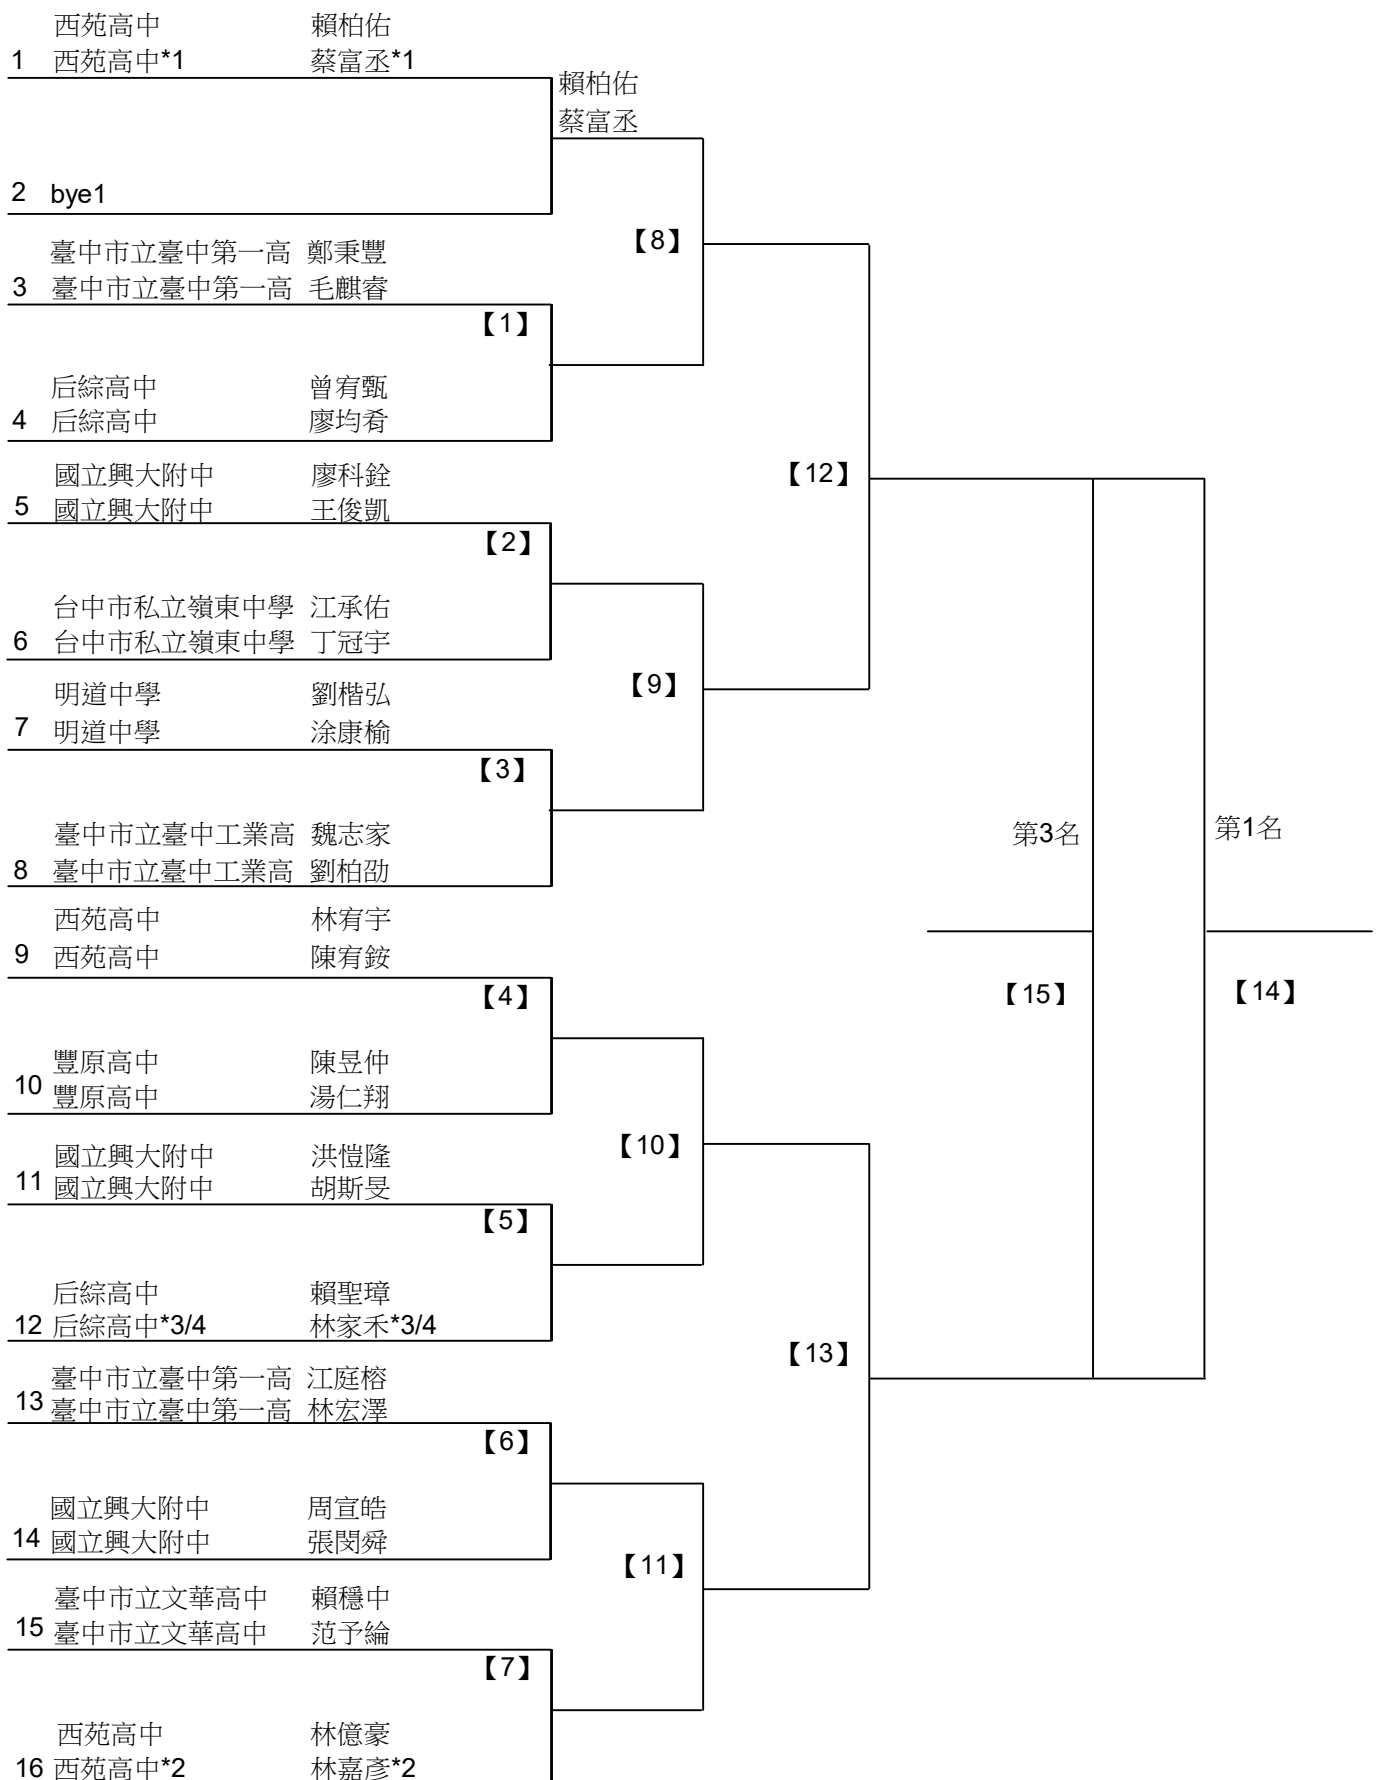 西苑高中 賴柏佑
1 西苑高中*1 蔡富丞*1
賴柏佑
蔡富丞
2 bye1
【8】
臺中市立臺中第一高 鄭秉豐
3 臺中市立臺中第一高 毛麒睿
【1】
后綜高中 曾宥甄
4 后綜高中 廖均肴
國立興大附中 廖科銓
5 國立興大附中 王俊凱
【12】
【2】
台中市私立嶺東中學 江承佑
6 台中市私立嶺東中學 丁冠宇
【9】
明道中學 劉楷弘
7 明道中學 涂康榆
【3】
臺中市立臺中工業高 魏志家
8 臺中市立臺中工業高 劉柏劭
第3名 第1名
西苑高中 林宥宇
9 西苑高中 陳宥銨
【4】
【15】 【14】
豐原高中 陳昱仲
10 豐原高中 湯仁翔
【10】
國立興大附中 洪愷隆
11 國立興大附中 胡斯旻
【5】
后綜高中 賴聖璋
12 后綜高中*3/4 林家禾*3/4
【13】
臺中市立臺中第一高 江庭榕
13 臺中市立臺中第一高 林宏澤
【6】
國立興大附中 周宣皓
14 國立興大附中 張閔舜
【11】
臺中市立文華高中 賴穩中
15 臺中市立文華高中 范予綸
【7】
西苑高中 林億豪
16 西苑高中*2 林嘉彥*2